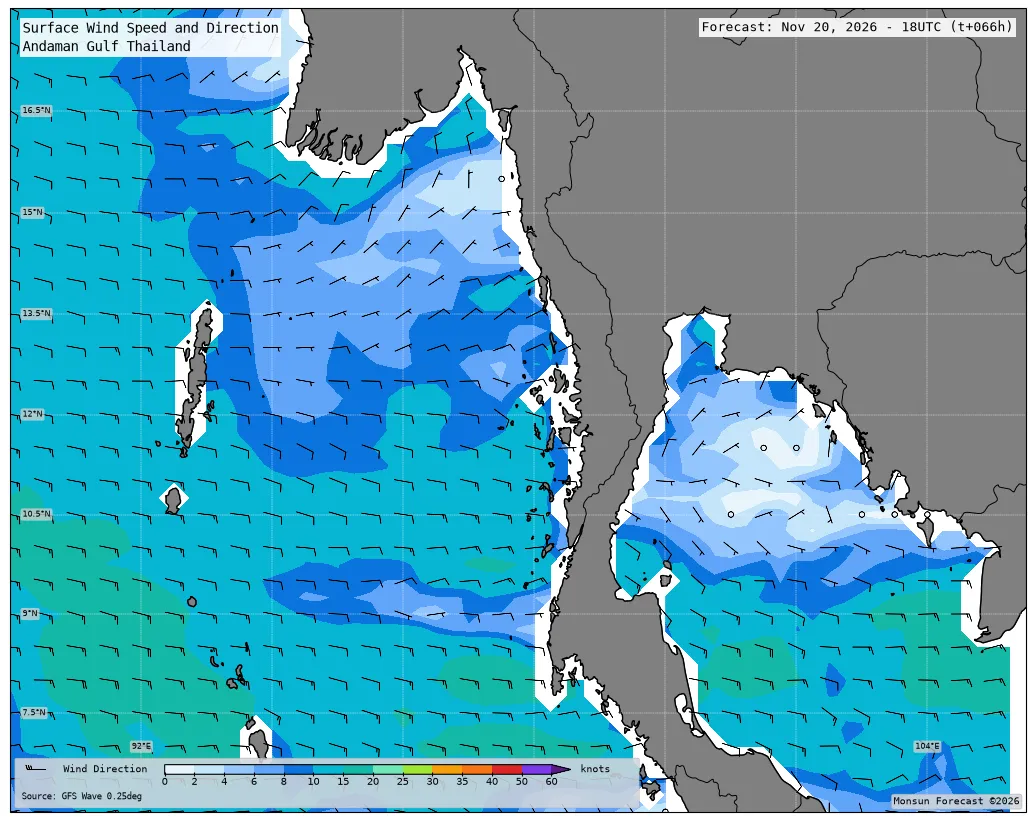 Surface Wind Speed and Direction
Andaman Gulf Thailand
Forecast: Nov 20, 2026 - 18UTC (t+066h)
16.5°N
15°N
13.5°N
12°N
10.5°N
9°N
7.5°N
92°E
104°E
Wind Direction
knots
0 2 4 6 8 10 15 20 25 30 35 40 50 60
Source: GFS Wave 0.25deg
Monsun Forecast ©2026